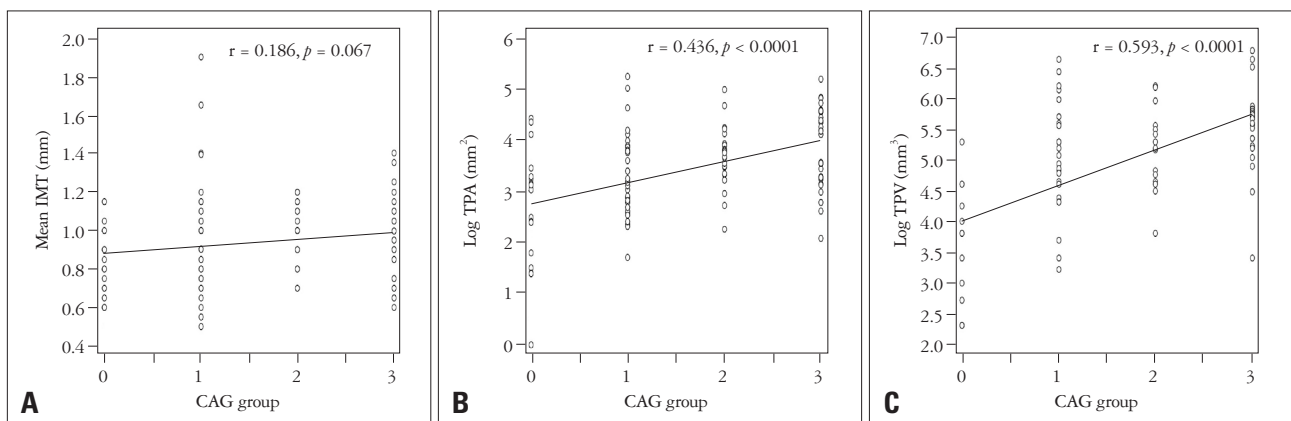 r = 0.186, p = 0.067
2.0
1.8
1.6
1.4
1.2
1.0
0.8
0.6
0.4
Mean IMT (mm)
0 1 2 3
CAG group
A
r = 0.436, p < 0.0001
6
5
4
3
2
1
0
Log TPA (mm²)
0 1 2 3
CAG group
B
r = 0.593, p < 0.0001
7.0
6.5
6.0
5.5
5.0
4.5
4.0
3.5
3.0
2.5
2.0
Log TPV (mm³)
0 1 2 3
CAG group
C